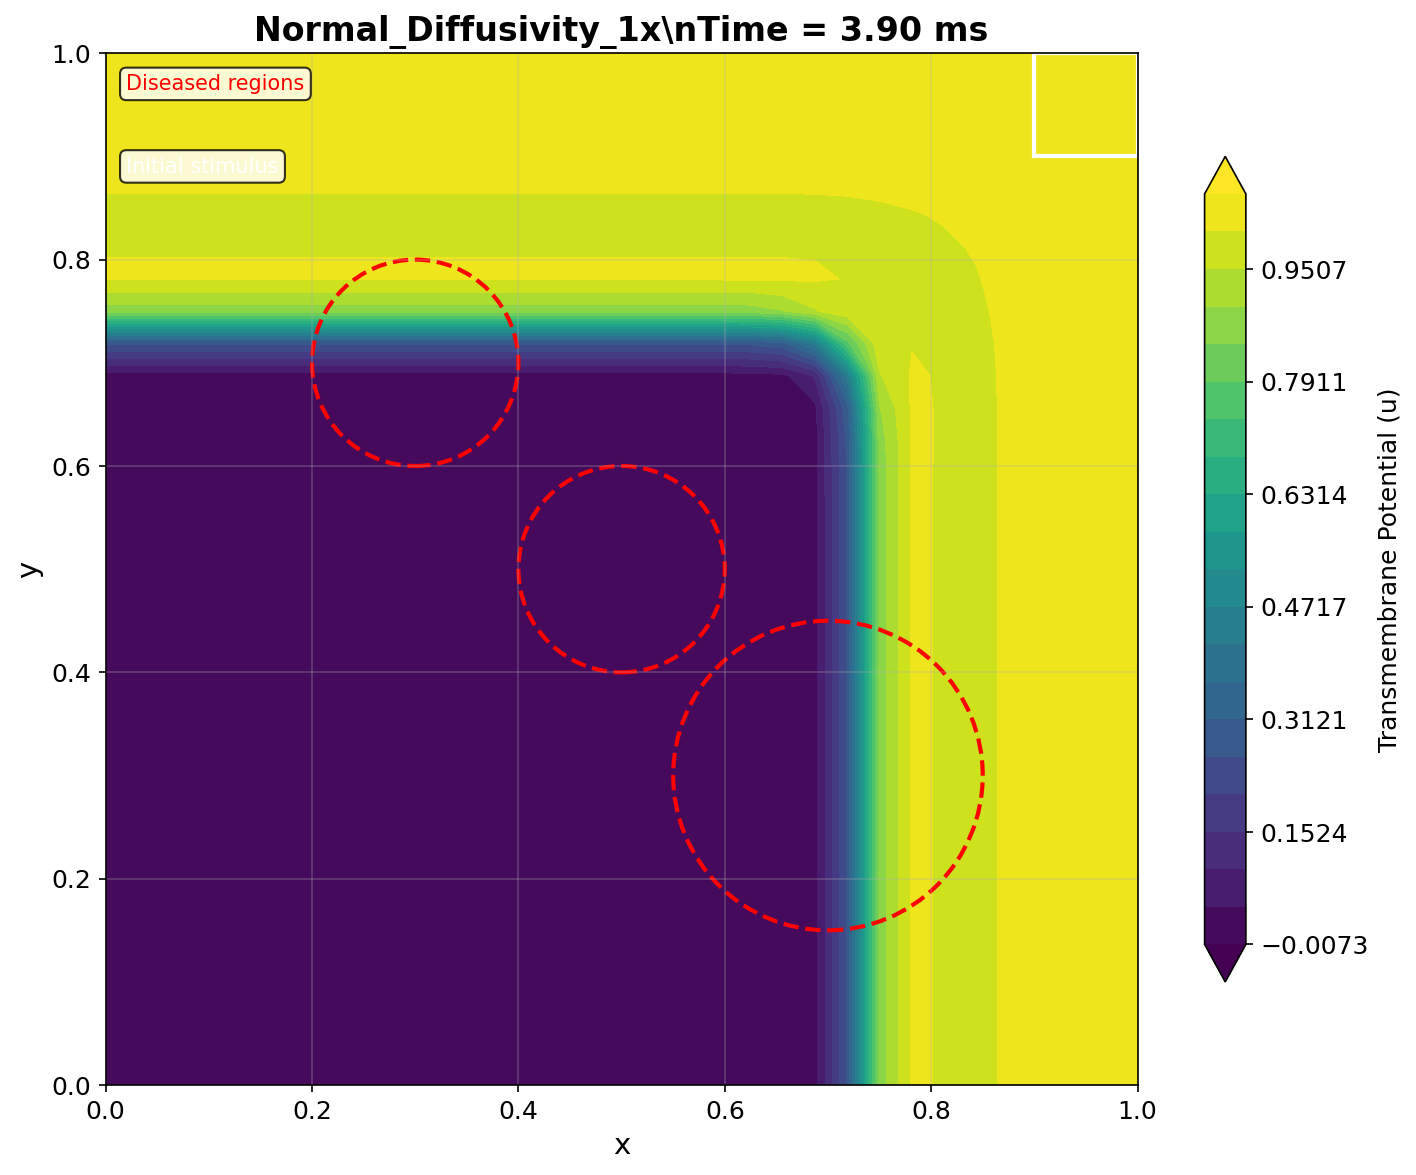 Normal_Diffusivity_1x\nTime = 3.90 ms
Diseased regions
Initial stimulus
1.0
0.8
0.6
0.4
0.2
0.0
y
0.0 0.2 0.4 0.6 0.8 1.0
x
0.9507
0.7911
0.6314
0.4717
0.3121
0.1524
−0.0073
Transmembrane Potential (u)